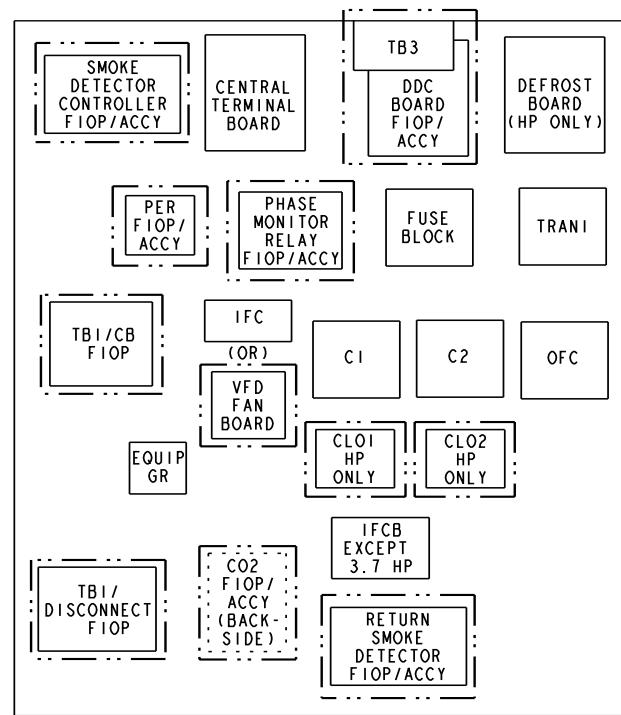 SMOKE
DETECTOR
CONTROLLER
FIOP/ACCY
CENTRAL
TERMINAL
BOARD
TB3
DDC
BOARD
FIOP/
ACCY
DEFROST
BOARD
(HP ONLY)
PER
FIOP/
ACCY
PHASE
MONITOR
RELAY
FIOP/ACCY
FUSE
BLOCK
TRAN1
TB1/CB
FIOP
IFC
(OR)
VFD
FAN
BOARD
C1
C2
OFC
EQUIP
GR
CLO1
HP
ONLY
CLO2
HP
ONLY
IFCB
EXCEPT
3.7 HP
TB1/
DISCONNECT
FIOP
CO2
FIOP/
ACCY
(BACK-
SIDE)
RETURN
SMOKE
DETECTOR
FIOP/ACCY